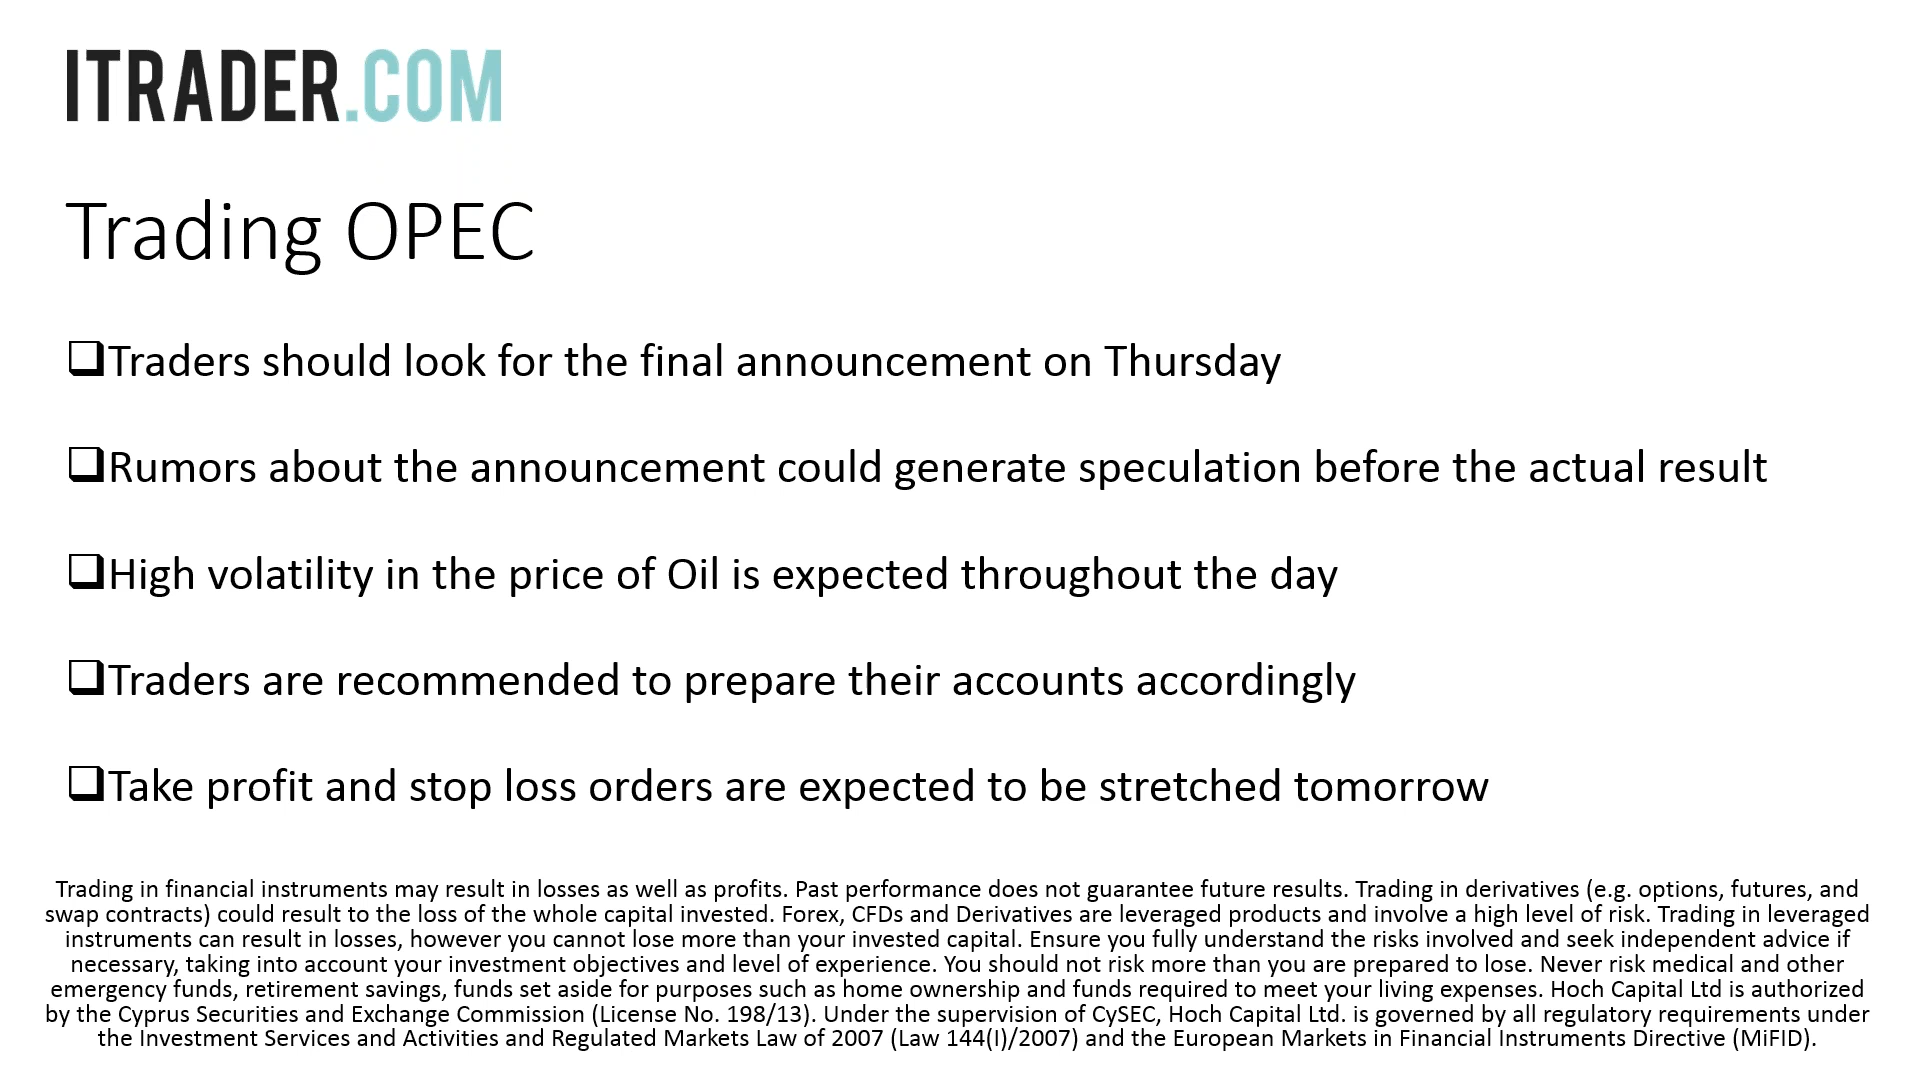 ITRADER.COM
Trading OPEC
❑Traders should look for the final announcement on Thursday
❑Rumors about the announcement could generate speculation before the actual result
❑High volatility in the price of Oil is expected throughout the day
❑Traders are recommended to prepare their accounts accordingly
❑Take profit and stop loss orders are expected to be stretched tomorrow
Trading in financial instruments may result in losses as well as profits. Past performance does not guarantee future results. Trading in derivatives (e.g. options, futures, and
swap contracts) could result to the loss of the whole capital invested. Forex, CFDs and Derivatives are leveraged products and involve a high level of risk. Trading in leveraged
instruments can result in losses, however you cannot lose more than your invested capital. Ensure you fully understand the risks involved and seek independent advice if
necessary, taking into account your investment objectives and level of experience. You should not risk more than you are prepared to lose. Never risk medical and other
emergency funds, retirement savings, funds set aside for purposes such as home ownership and funds required to meet your living expenses. Hoch Capital Ltd is authorized
by the Cyprus Securities and Exchange Commission (License No. 198/13). Under the supervision of CySEC, Hoch Capital Ltd. is governed by all regulatory requirements under
the Investment Services and Activities and Regulated Markets Law of 2007 (Law 144(I)/2007) and the European Markets in Financial Instruments Directive (MiFID).